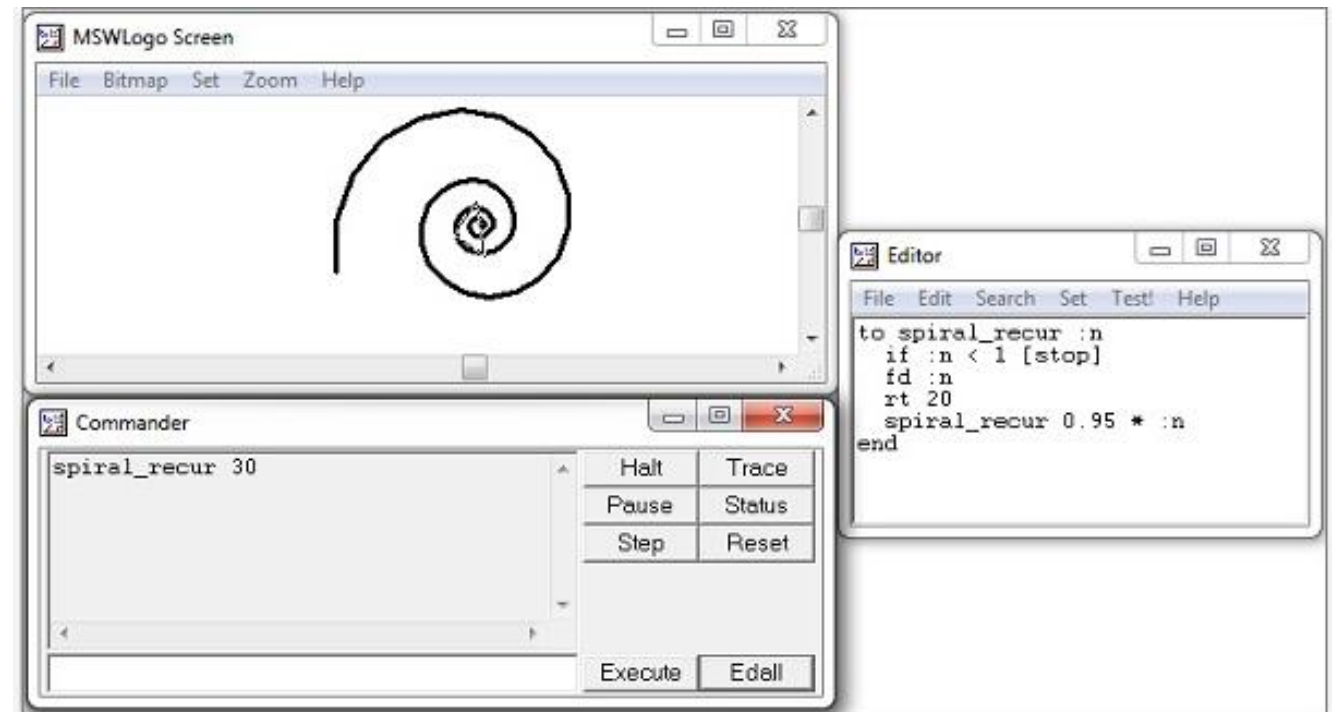 MSWLogo Screen
File Bitmap Set Zoom Help
Commander
spiral_recur 30
Halt Trace
Pause Status
Step Reset
Execute Edall
Editor
File Edit Search Set Test! Help
to spiral_recur :n
if :n < 1 [stop]
fd :n
rt 20
spiral_recur 0.95 * :n
end